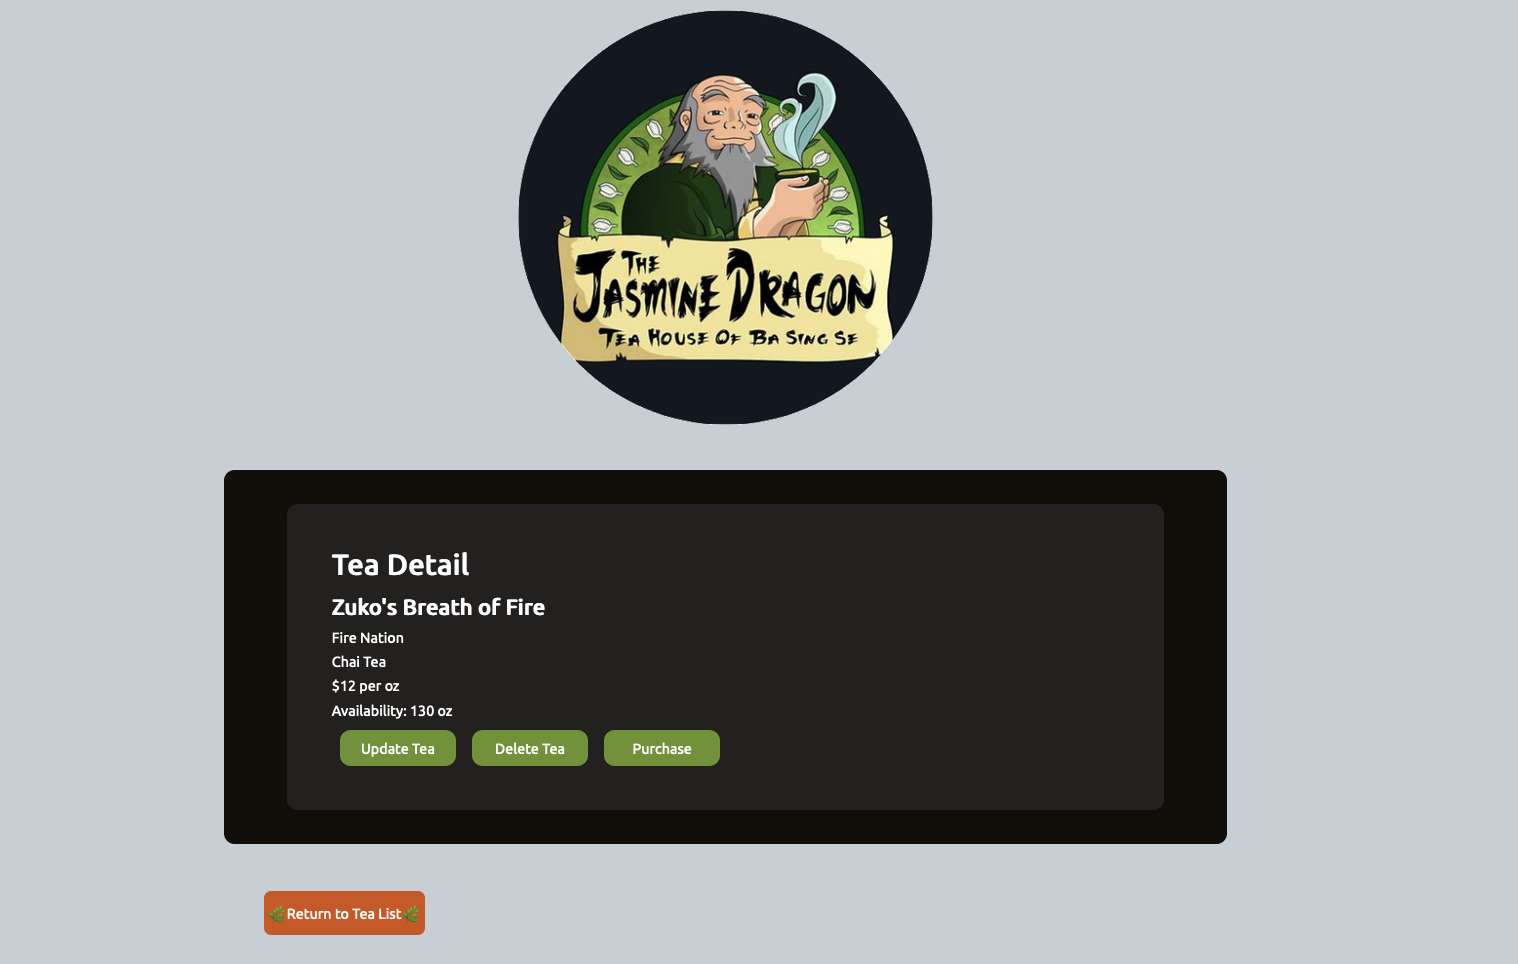 THE
JASMINE DRAGON
TEA HOUSE OF BA SING SE
Tea Detail
Zuko's Breath of Fire
Fire Nation
Chai Tea
$12 per oz
Availability: 130 oz
Update Tea Delete Tea Purchase
🌿Return to Tea List🌿